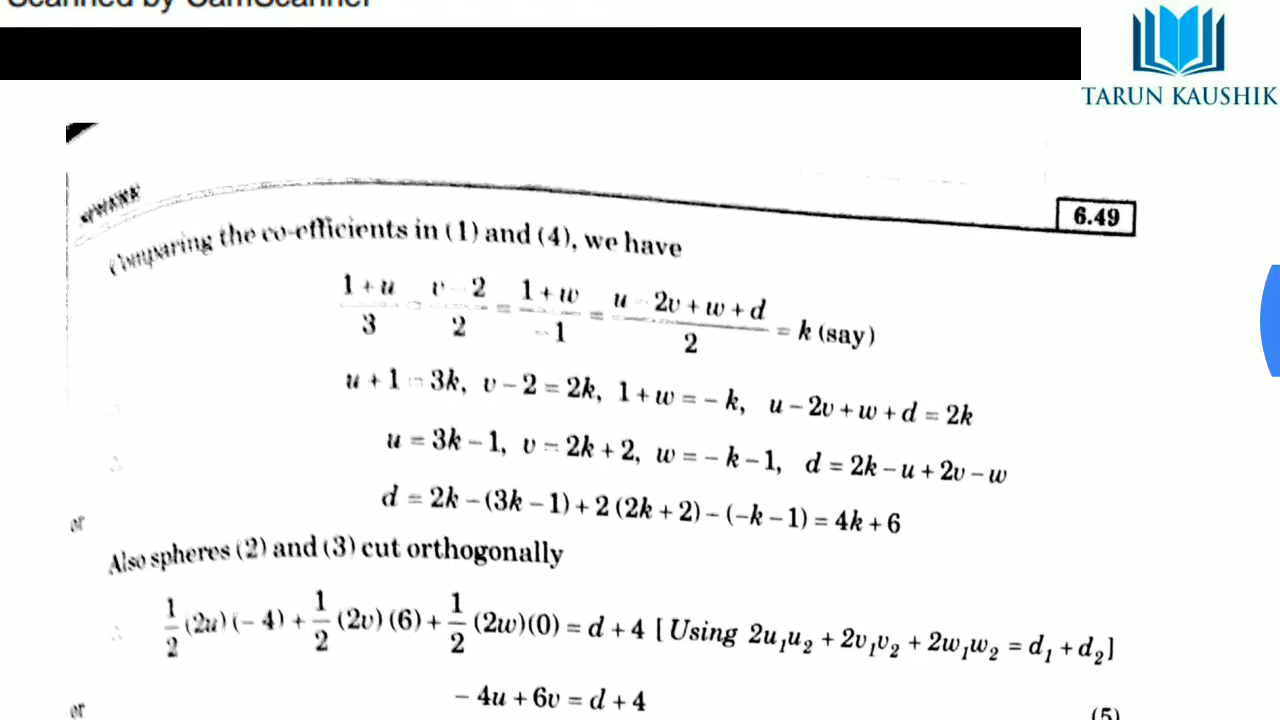 Scanned by CamScanner
TARUN KAUSHIK
6.49
Comparing the co-efficients in (1) and (4), we have
(1 + u)/3 = (v - 2)/2 = (1 + w)/-1 = (u - 2v + w + d)/2 = k (say)
u + 1 = 3k, v - 2 = 2k, 1 + w = - k, u - 2v + w + d = 2k
∴ u = 3k - 1, v = 2k + 2, w = - k - 1, d = 2k - u + 2v - w
or d = 2k - (3k - 1) + 2 (2k + 2) - (-k - 1) = 4k + 6
Also spheres (2) and (3) cut orthogonally
∴ 1/2 (2u) (- 4) + 1/2 (2v) (6) + 1/2 (2w)(0) = d + 4 [ Using 2u₁u₂ + 2v₁v₂ + 2w₁w₂ = d₁ + d₂]
or - 4u + 6v = d + 4 (5)